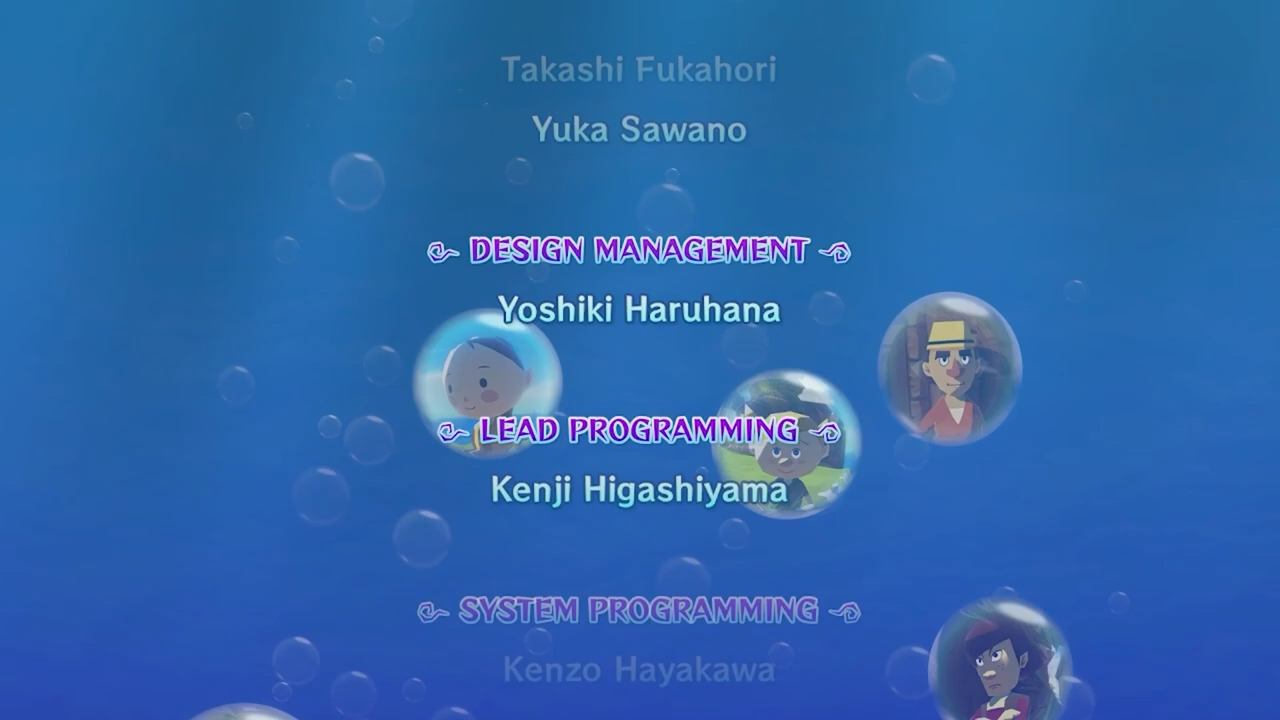 Takashi Fukahori
Yuka Sawano
DESIGN MANAGEMENT
Yoshiki Haruhana
LEAD PROGRAMMING
Kenji Higashiyama
SYSTEM PROGRAMMING
Kenzo Hayakawa